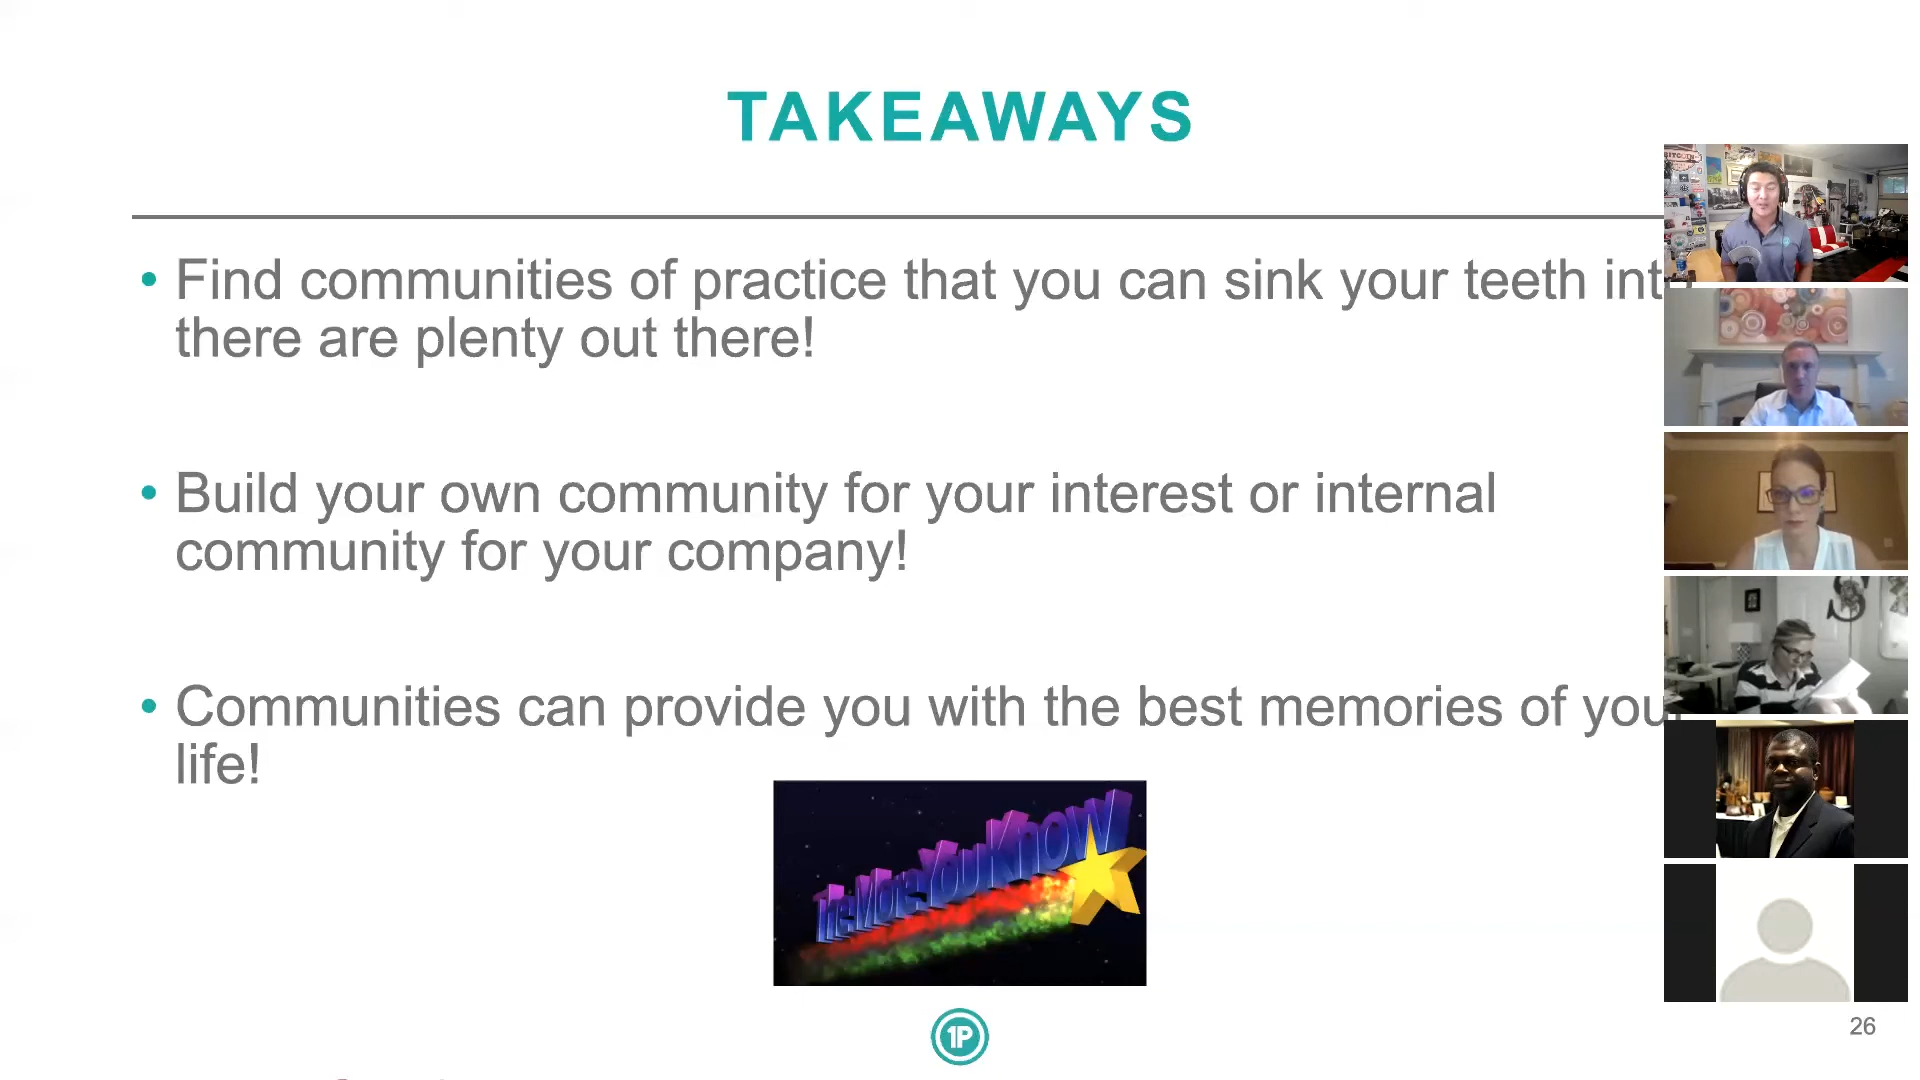 TAKEAWAYS
• Find communities of practice that you can sink your teeth int
there are plenty out there!
• Build your own community for your interest or internal
community for your company!
• Communities can provide you with the best memories of your
life!
The More You Know
1P
26